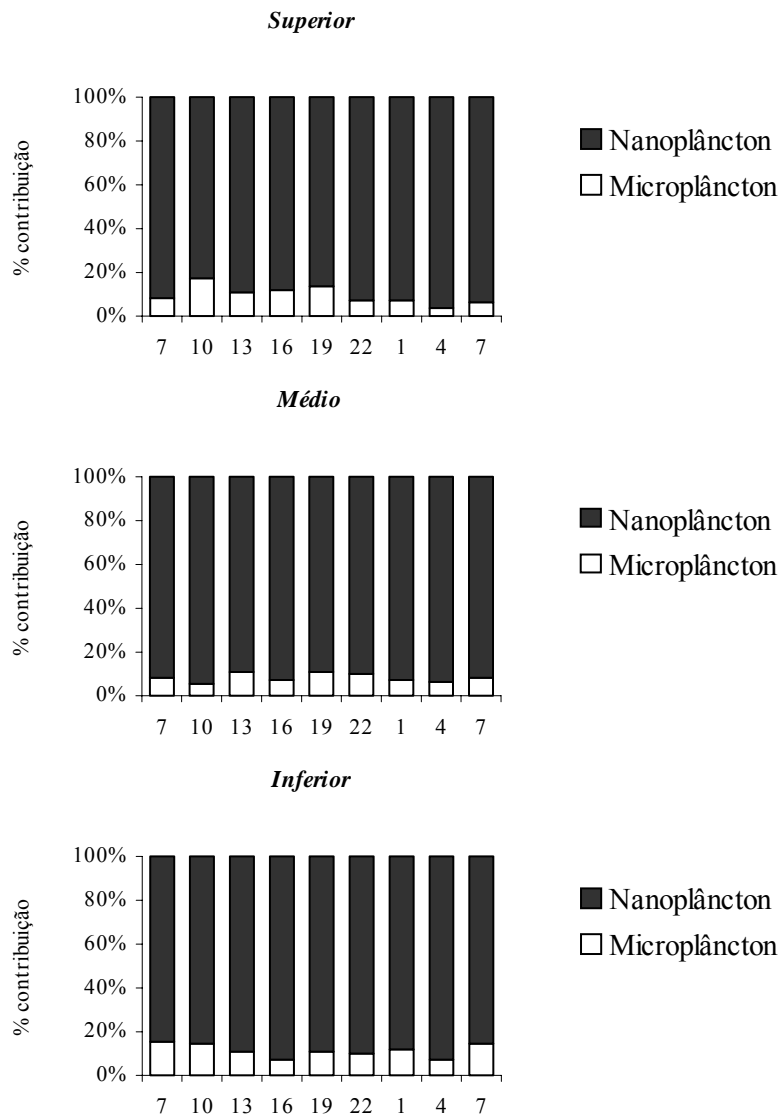 Superior
% contribuição
100%
80%
60%
40%
20%
0%
7 10 13 16 19 22 1 4 7
Nanoplâncton
Microplâncton
Médio
% contribuição
100%
80%
60%
40%
20%
0%
7 10 13 16 19 22 1 4 7
Nanoplâncton
Microplâncton
Inferior
% contribuição
100%
80%
60%
40%
20%
0%
7 10 13 16 19 22 1 4 7
Nanoplâncton
Microplâncton